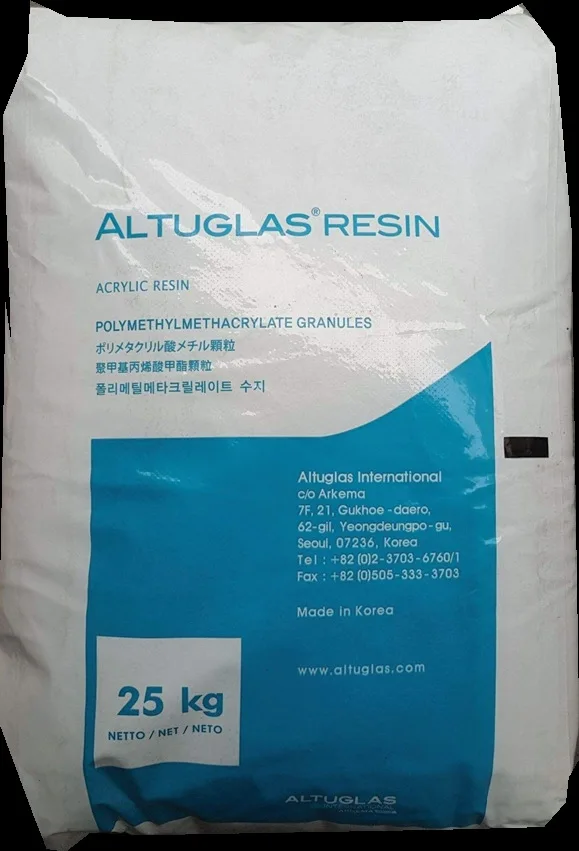 ALTUGLAS® RESIN
ACRYLIC RESIN
POLYMETHYLMETHACRYLATE GRANULES
ポリメタクリル酸メチル顆粒
聚甲基丙烯酸甲酯顆粒
폴리메틸메타크릴레이트 수지
Altuglas International
c/o Arkema
7F, 21, Gukhoe-daero,
62-gil, Yeongdeungpo-gu,
Seoul, 07236, Korea
Tel : +82 (0)2-3703-6760/1
Fax : +82 (0)505-333-3703
Made in Korea
www.altuglas.com
25 kg
NETTO / NET / NETO
ALTUGLAS
INTERNATIONAL